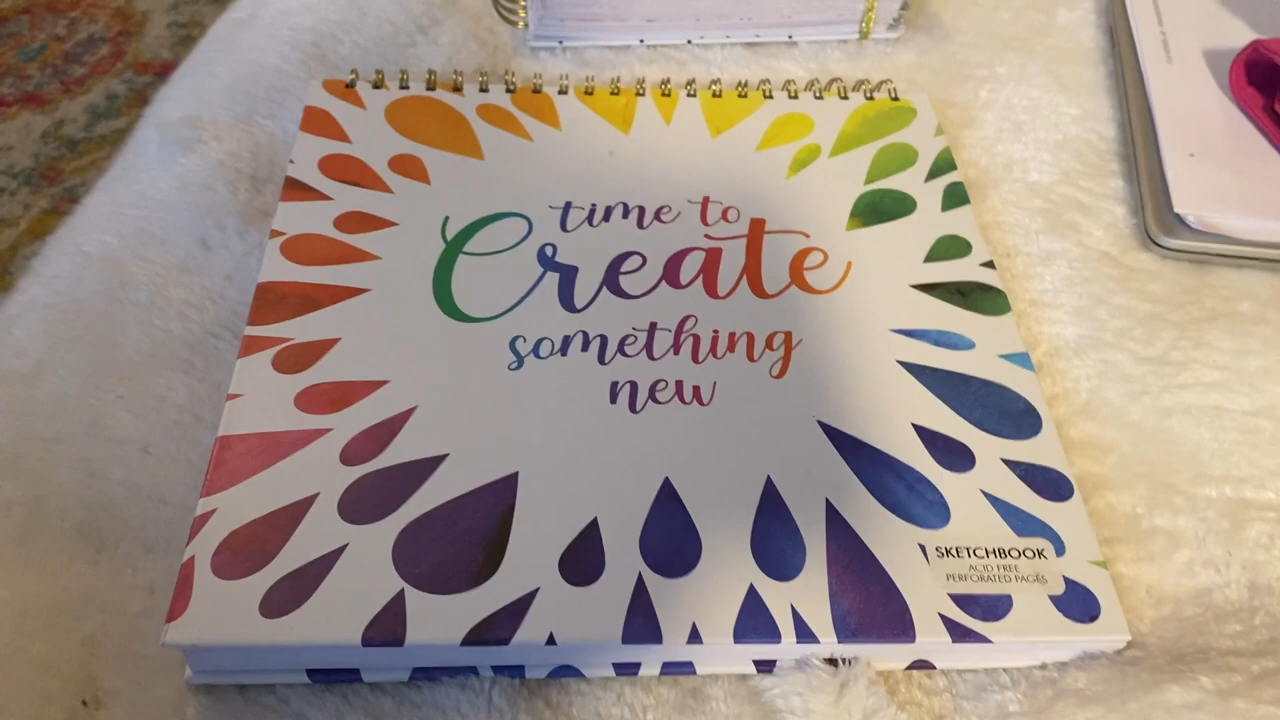 time to
Create
something
new
SKETCHBOOK
ACID FREE
PERFORATED PAGES